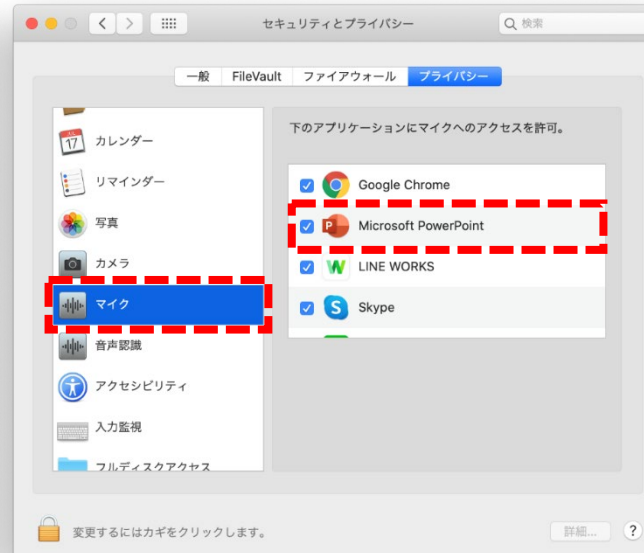 セキュリティとプライバシー
検索
一般
FileVault
ファイアウォール
プライバシー
JUL
17
カレンダー
リマインダー
写真
カメラ
マイク
音声認識
アクセシビリティ
入力監視
フルディスクアクセス
下のアプリケーションにマイクへのアクセスを許可。
Google Chrome
P
Microsoft PowerPoint
W
LINE WORKS
S
Skype
変更するにはカギをクリックします。
詳細...
?